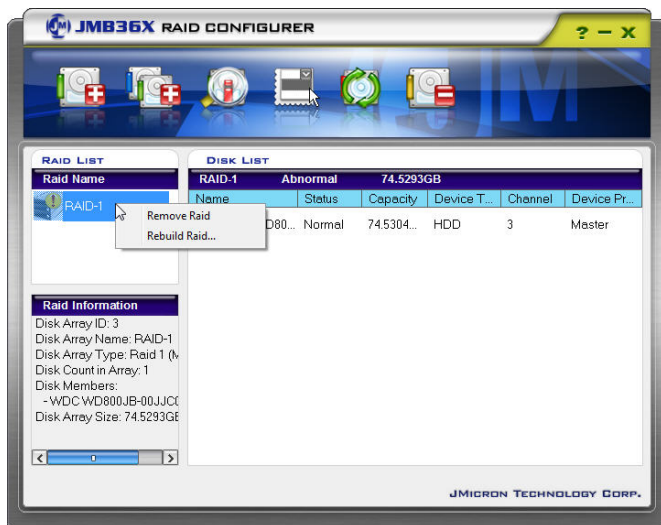 JMB36X RAID CONFIGURER
? – X
RAID LIST
Raid Name
RAID-1
Remove Raid
Rebuild Raid...
DISK LIST
RAID-1 Abnormal 74.5293GB
Name Status Capacity Device T... Channel Device Pr...
D80... Normal 74.5304... HDD 3 Master
Raid Information
Disk Array ID: 3
Disk Array Name: RAID-1
Disk Array Type: Raid 1 (M
Disk Count in Array: 1
Disk Members:
- WDC WD800JB-00JJC0
Disk Array Size: 74.5293GB
JMICRON TECHNOLOGY CORP.